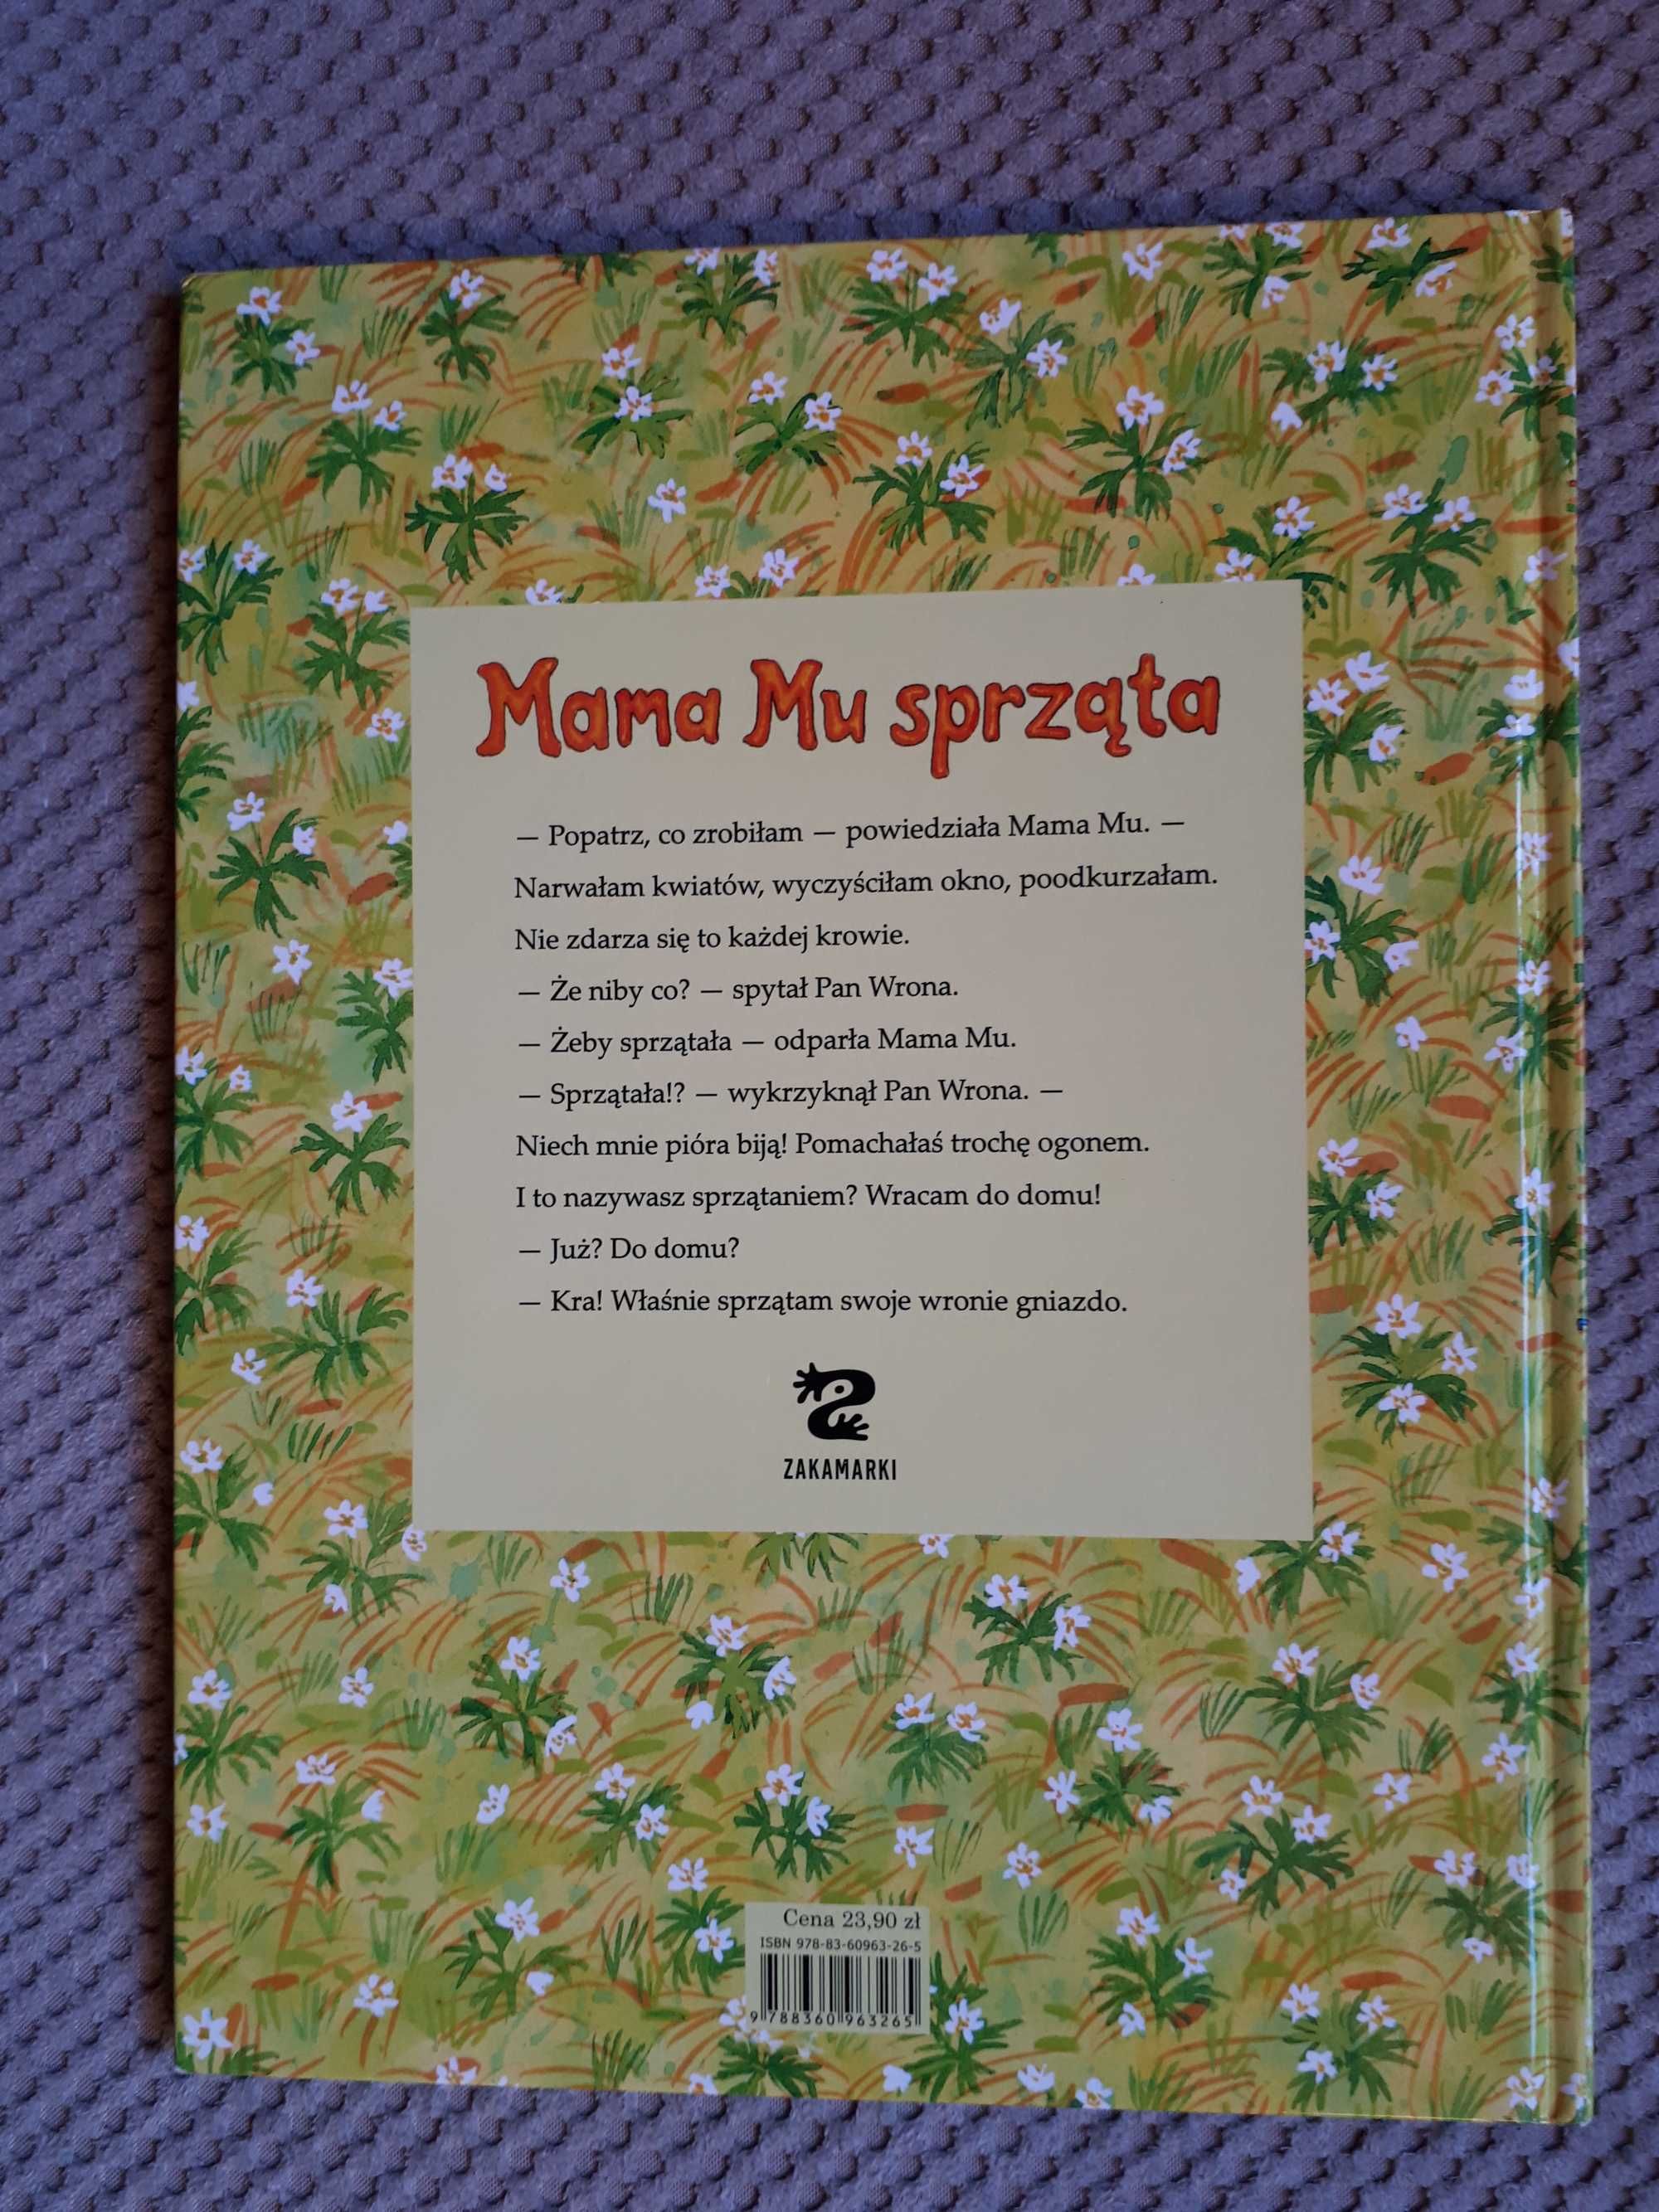 Mama Mu sprząta
— Popatrz, co zrobiłam — powiedziała Mama Mu. —
Narwałam kwiatów, wyczyściłam okno, poodkurzałam.
Nie zdarza się to każdej krowie.
— Że niby co? — spytał Pan Wrona.
— Żeby sprzątała — odparła Mama Mu.
— Sprzątała!? — wykrzyknął Pan Wrona. —
Niech mnie pióra biją! Pomachałaś trochę ogonem.
I to nazywasz sprzątaniem? Wracam do domu!
— Już? Do domu?
— Kra! Właśnie sprzątam swoje wronie gniazdo.
ZAKAMARKI
Cena 23,90 zł
ISBN 978-83-60963-26-5
9 788360 963265